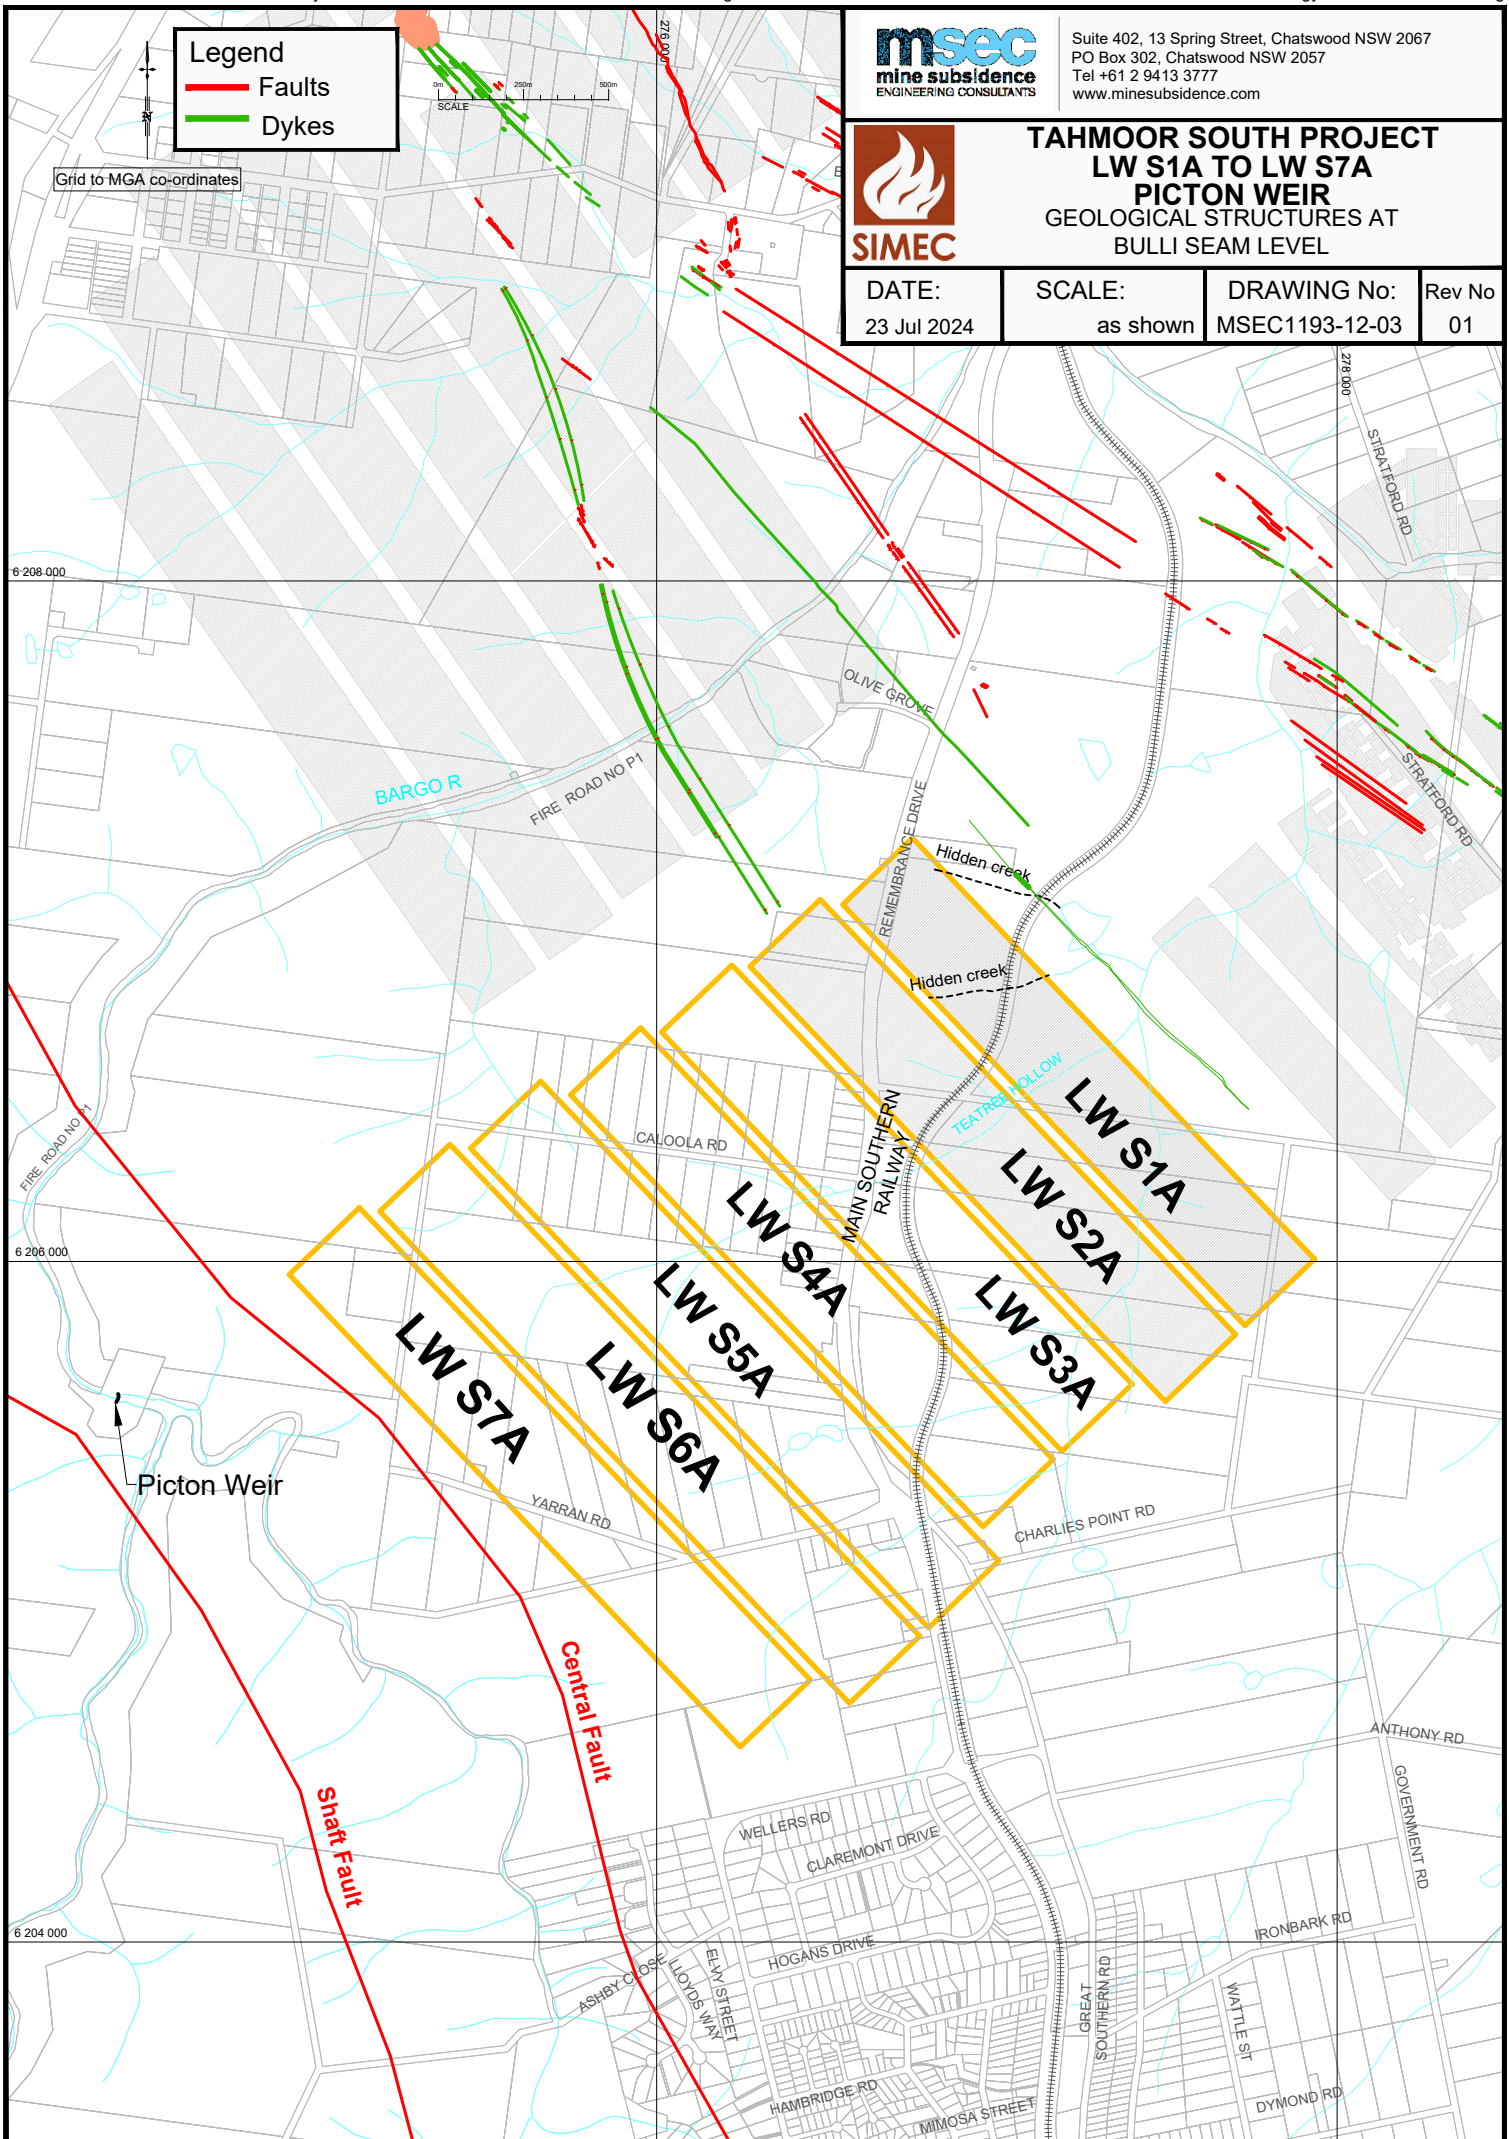 Legend
Faults
Dykes
Grid to MGA co-ordinates
0m 250m 500m
SCALE
276 000
msec
mine subsidence
ENGINEERING CONSULTANTS
Suite 402, 13 Spring Street, Chatswood NSW 2067
PO Box 302, Chatswood NSW 2057
Tel +61 2 9413 3777
www.minesubsidence.com
SIMEC
TAHMOOR SOUTH PROJECT
LW S1A TO LW S7A
PICTON WEIR
GEOLOGICAL STRUCTURES AT
BULLI SEAM LEVEL
DATE:
23 Jul 2024
SCALE:
as shown
DRAWING No:
MSEC1193-12-03
Rev No
01
278 000
STRATFORD RD
6 208 000
OLIVE GROVE
BARGO R
FIRE ROAD NO P1
REMEMBRANCE DRIVE
STRATFORD RD
Hidden creek
Hidden creek
TEATREE HOLLOW
FIRE ROAD NO P1
CALOOLA RD
MAIN SOUTHERN
RAILWAY
LW S1A
LW S2A
LW S3A
LW S4A
LW S5A
LW S6A
LW S7A
6 206 000
Picton Weir
YARRAN RD
CHARLIES POINT RD
Central Fault
Shaft Fault
ANTHONY RD
GOVERNMENT RD
WELLERS RD
CLAREMONT DRIVE
IRONBARK RD
6 204 000
HOGANS DRIVE
ASHBY CLOSE
LLOYDS WAY
ELVY STREET
GREAT
SOUTHERN RD
WATTLE ST
HAMBRIDGE RD
MIMOSA STREET
DYMOND RD